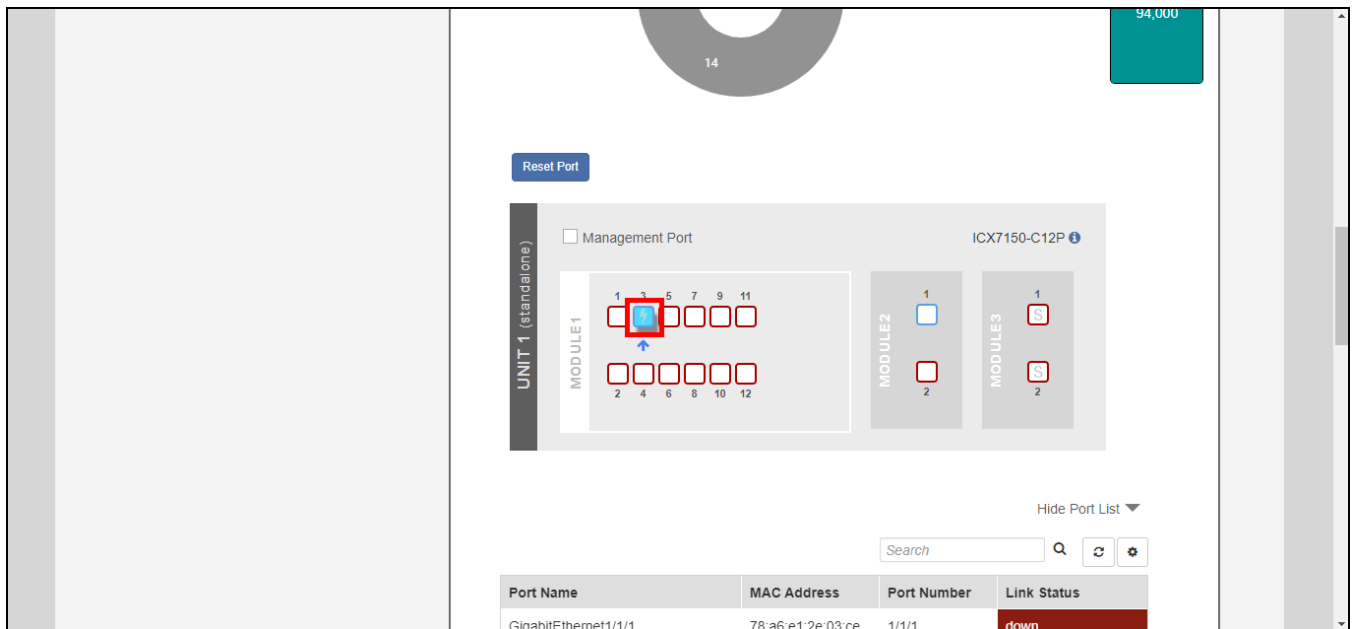 94,000
14
Reset Port
UNIT 1 (standalone)
Management Port
ICX7150-C12P
MODULE1
1 3 5 7 9 11
2 4 6 8 10 12
MODULE2
1
2
MODULE3
1
S
S
2
Hide Port List
Search
Port Name MAC Address Port Number Link Status
GigabitEthernet1/1/1 78:a6:e1:2e:03:ce 1/1/1 down